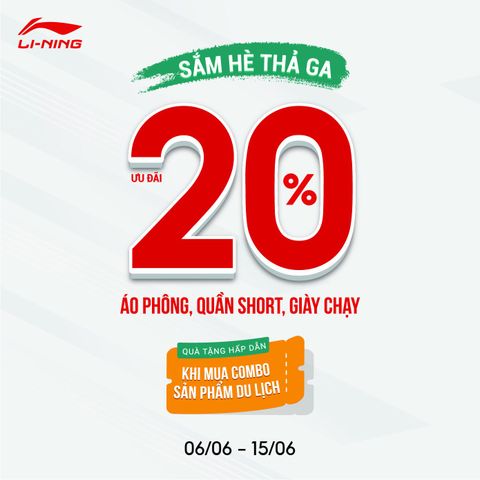 LI-NING
SẮM HÈ THẢ GA
ƯU ĐÃI
20%
ÁO PHÔNG, QUẦN SHORT, GIÀY CHẠY
QUÀ TẶNG HẤP DẪN
KHI MUA COMBO
SẢN PHẨM DU LỊCH
06/06 - 15/06